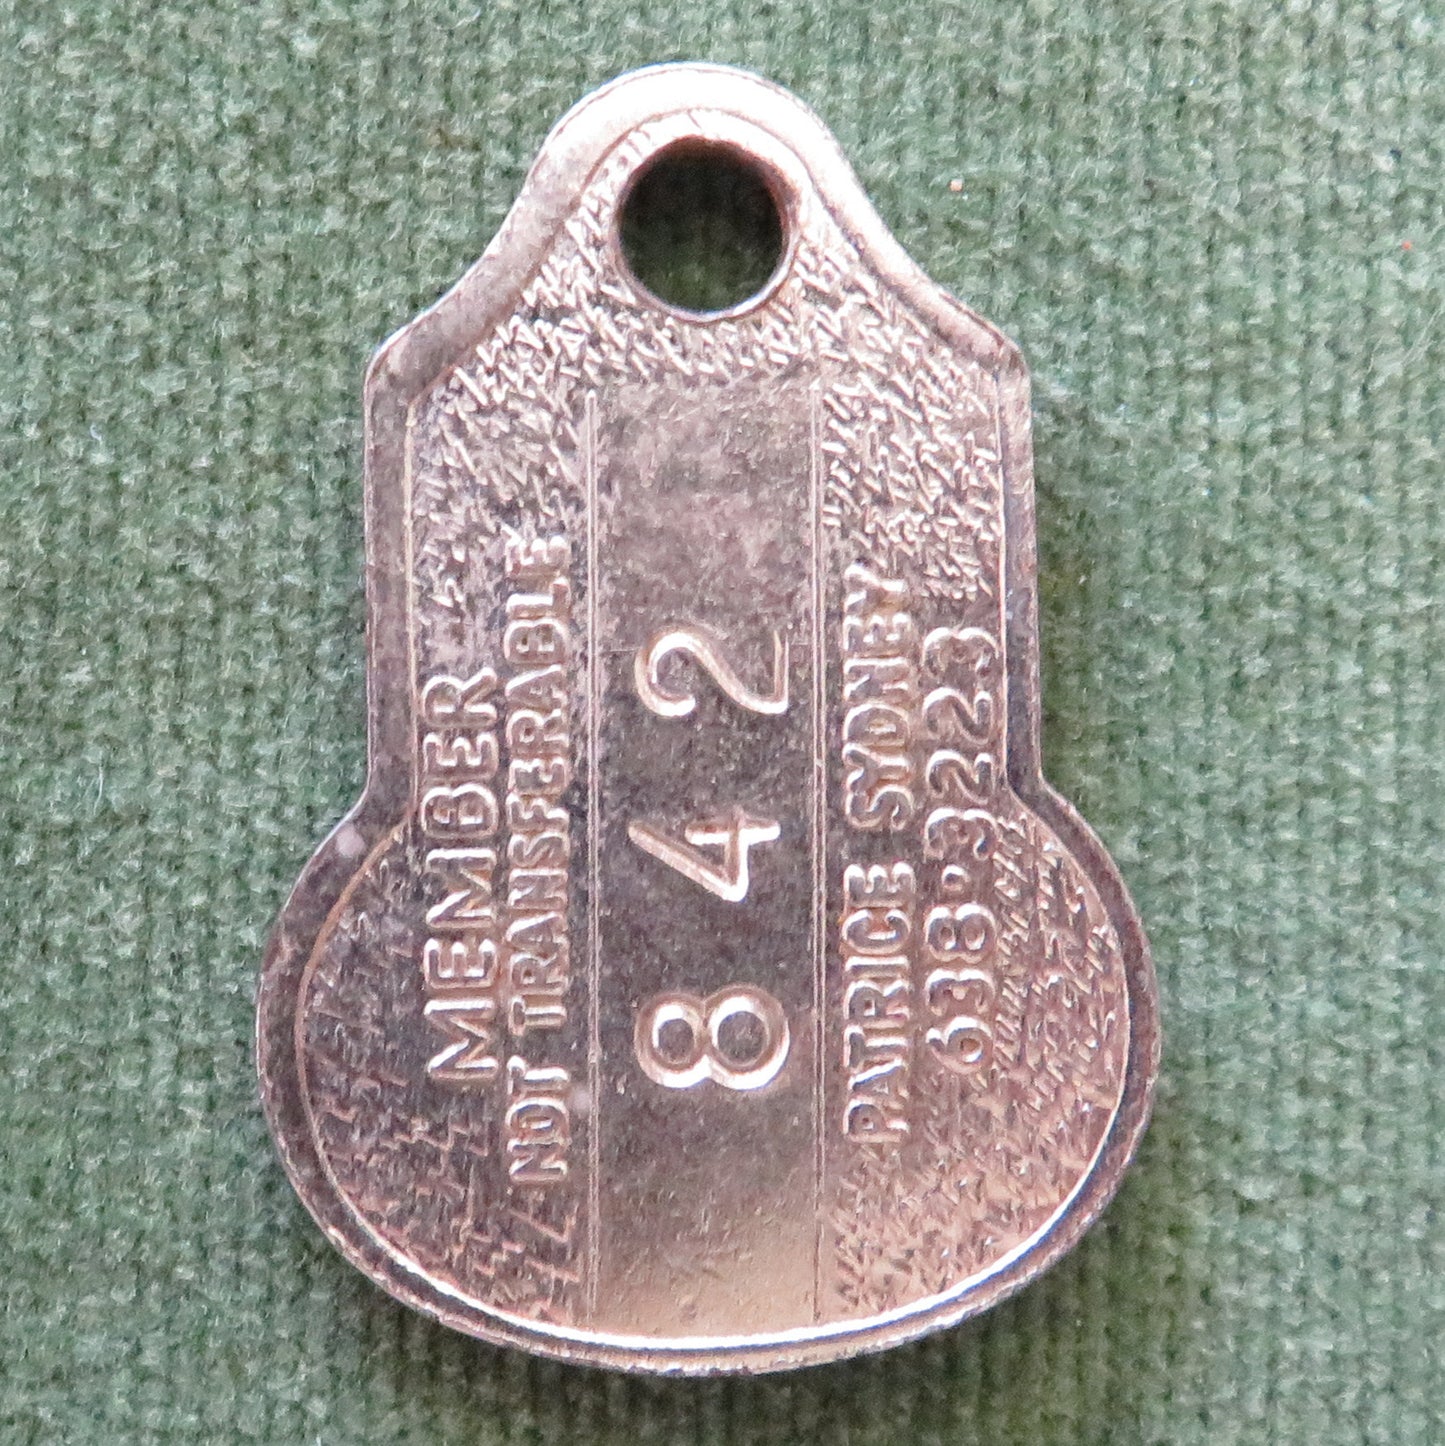 MEMBER
NOT TRANSFERABLE
842
PATRICE SYDNEY
638·3223